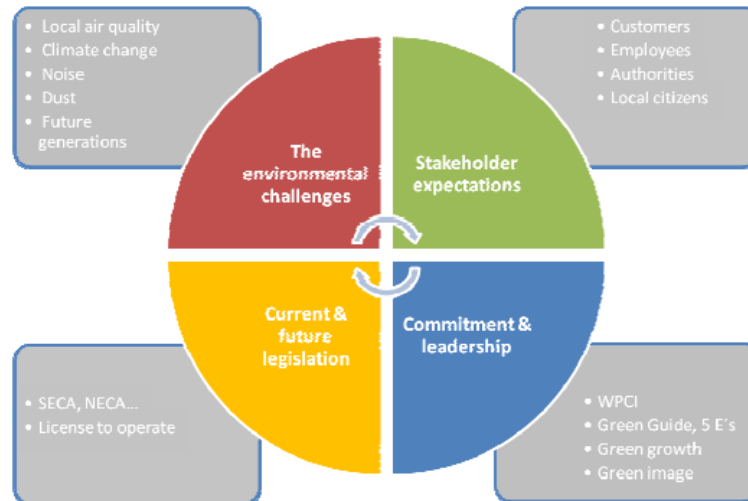 • Local air quality
• Climate change
• Noise
• Dust
• Future
generations
• Customers
• Employees
• Authorities
• Local citizens
The
environmental
challenges
Stakeholder
expectations
Current &
future
legislation
Commitment &
leadership
• SECA, NECA...
• License to operate
• WPCI
• Green Guide, 5 E´s
• Green growth
• Green image